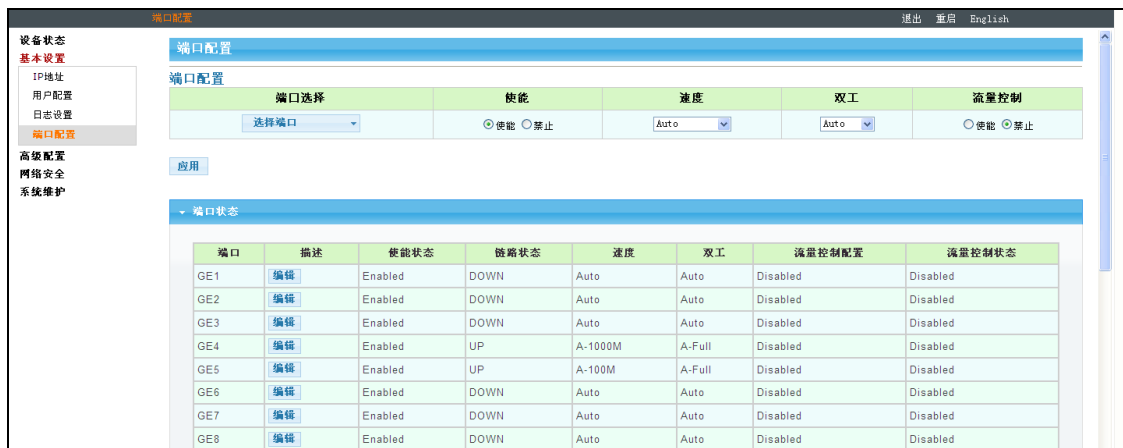 端口配置 退出 重启 English
设备状态
基本设置
IP地址
用户配置
日志设置
端口配置
高级配置
网络安全
系统维护
端口配置
端口配置
端口选择 使能 速度 双工 流量控制
选择端口 使能 禁止 Auto Auto 使能 禁止
应用
端口状态
端口 描述 使能状态 链路状态 速度 双工 流量控制配置 流量控制状态
GE1 编辑 Enabled DOWN Auto Auto Disabled Disabled
GE2 编辑 Enabled DOWN Auto Auto Disabled Disabled
GE3 编辑 Enabled DOWN Auto Auto Disabled Disabled
GE4 编辑 Enabled UP A-1000M A-Full Disabled Disabled
GE5 编辑 Enabled UP A-100M A-Full Disabled Disabled
GE6 编辑 Enabled DOWN Auto Auto Disabled Disabled
GE7 编辑 Enabled DOWN Auto Auto Disabled Disabled
GE8 编辑 Enabled DOWN Auto Auto Disabled Disabled